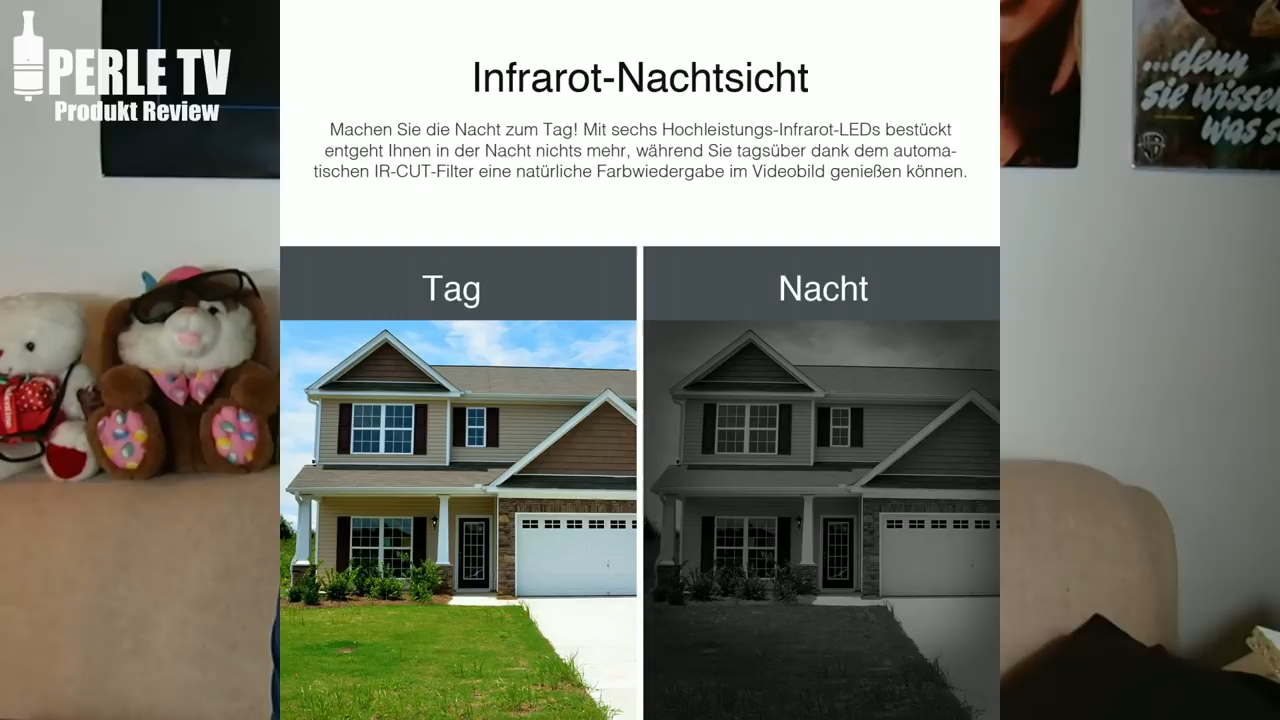 PERLE TV
Produkt Review
Infrarot-Nachtsicht
Machen Sie die Nacht zum Tag! Mit sechs Hochleistungs-Infrarot-LEDs bestückt
entgeht Ihnen in der Nacht nichts mehr, während Sie tagsüber dank dem automa-
tischen IR-CUT-Filter eine natürliche Farbwiedergabe im Videobild genießen können.
Tag
Nacht
...denn
sie wissen
was s